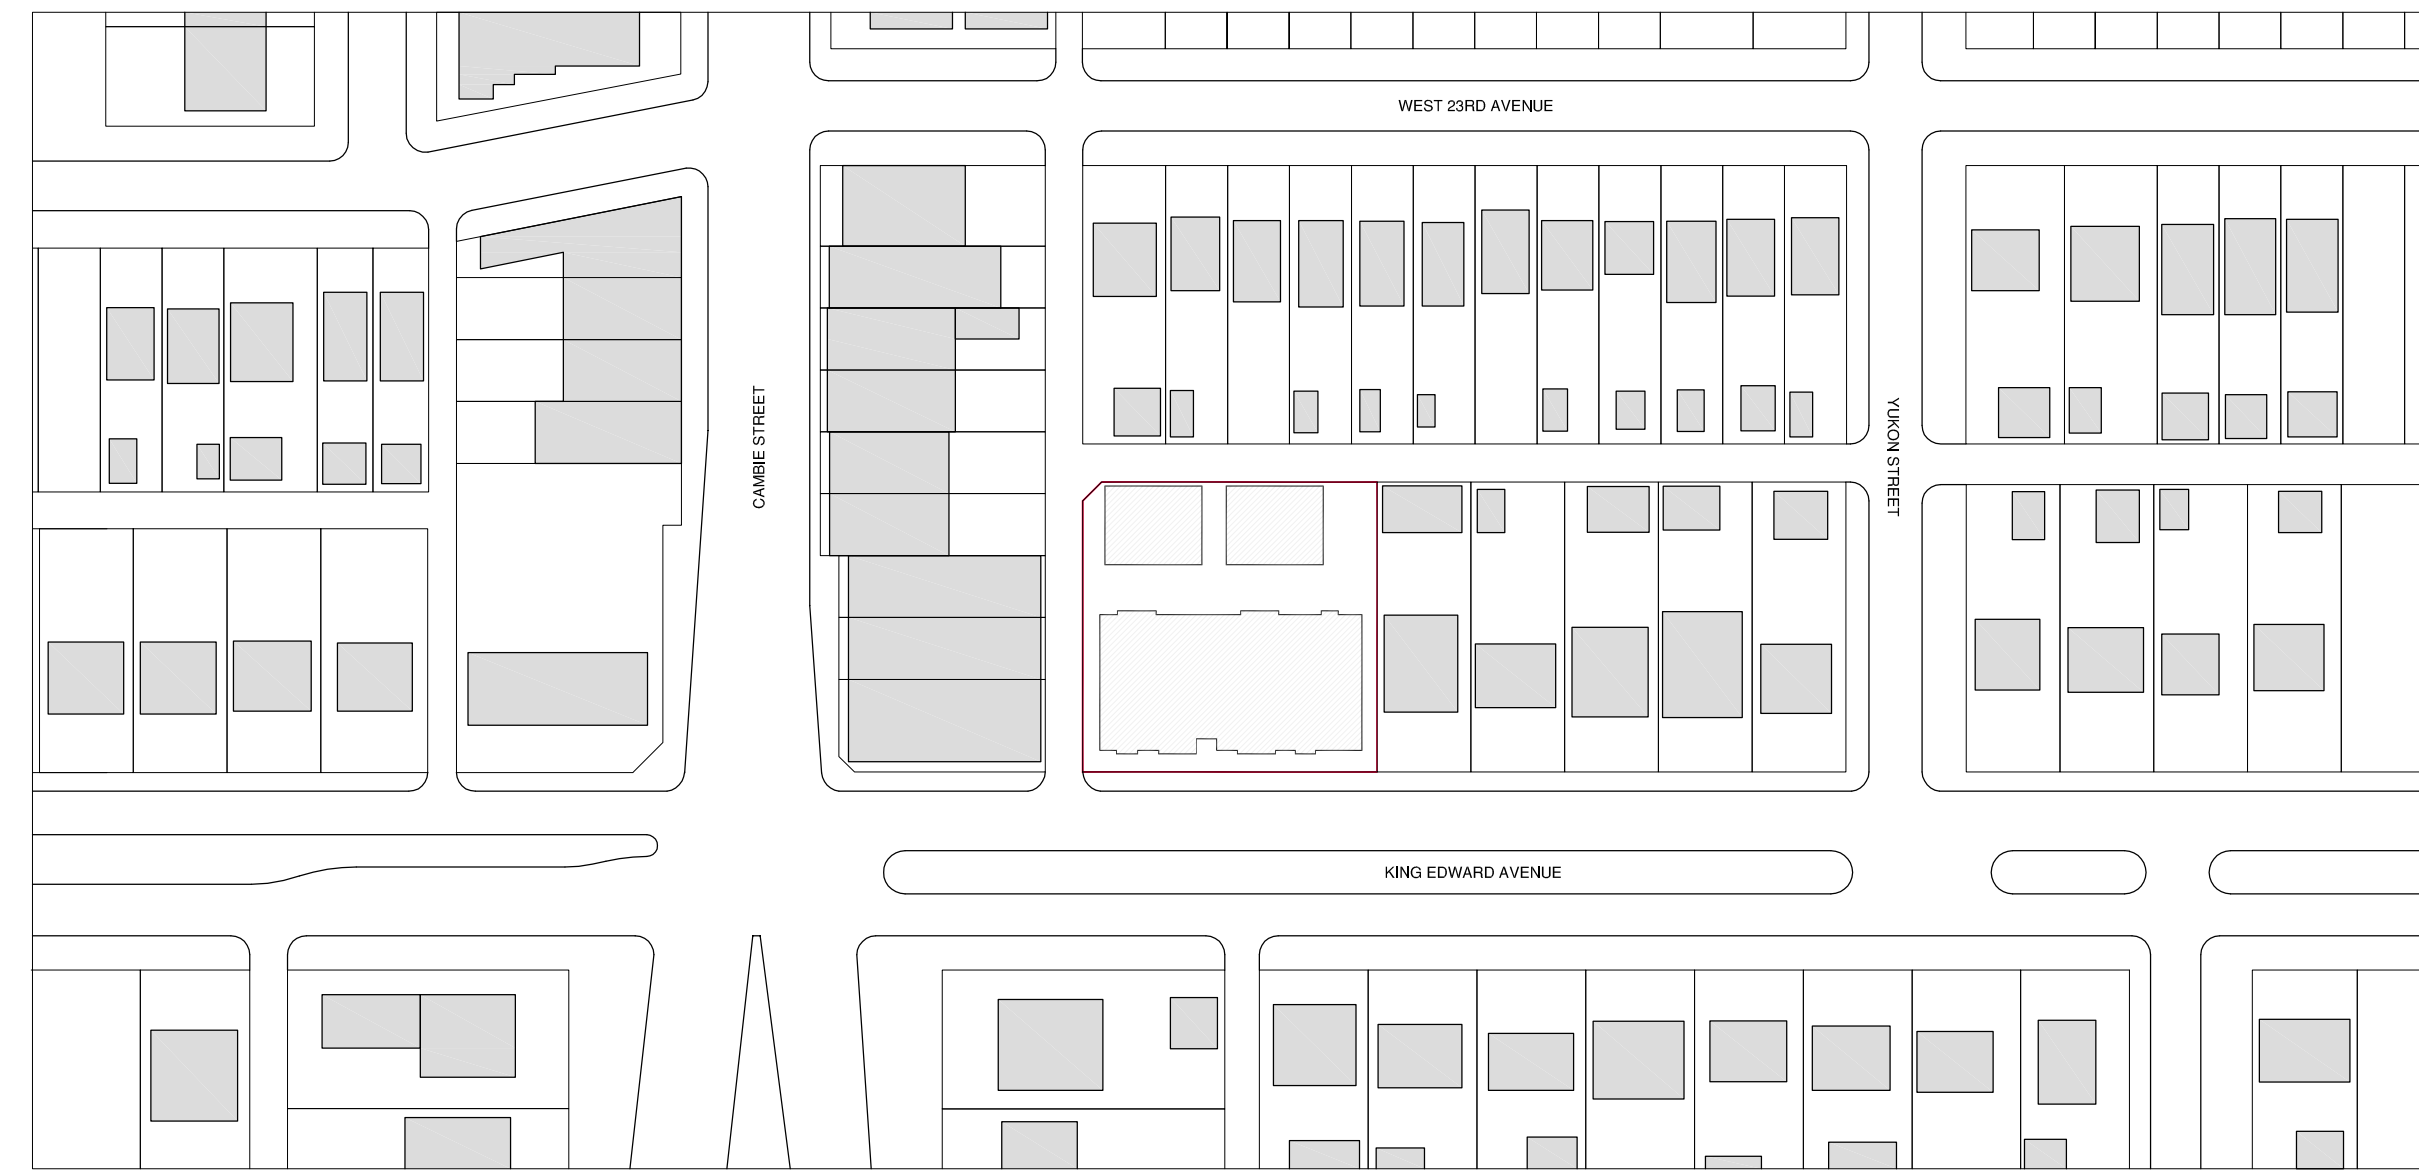 WEST 23RD AVENUE
CAMBIE STREET
YUKON STREET
KING EDWARD AVENUE